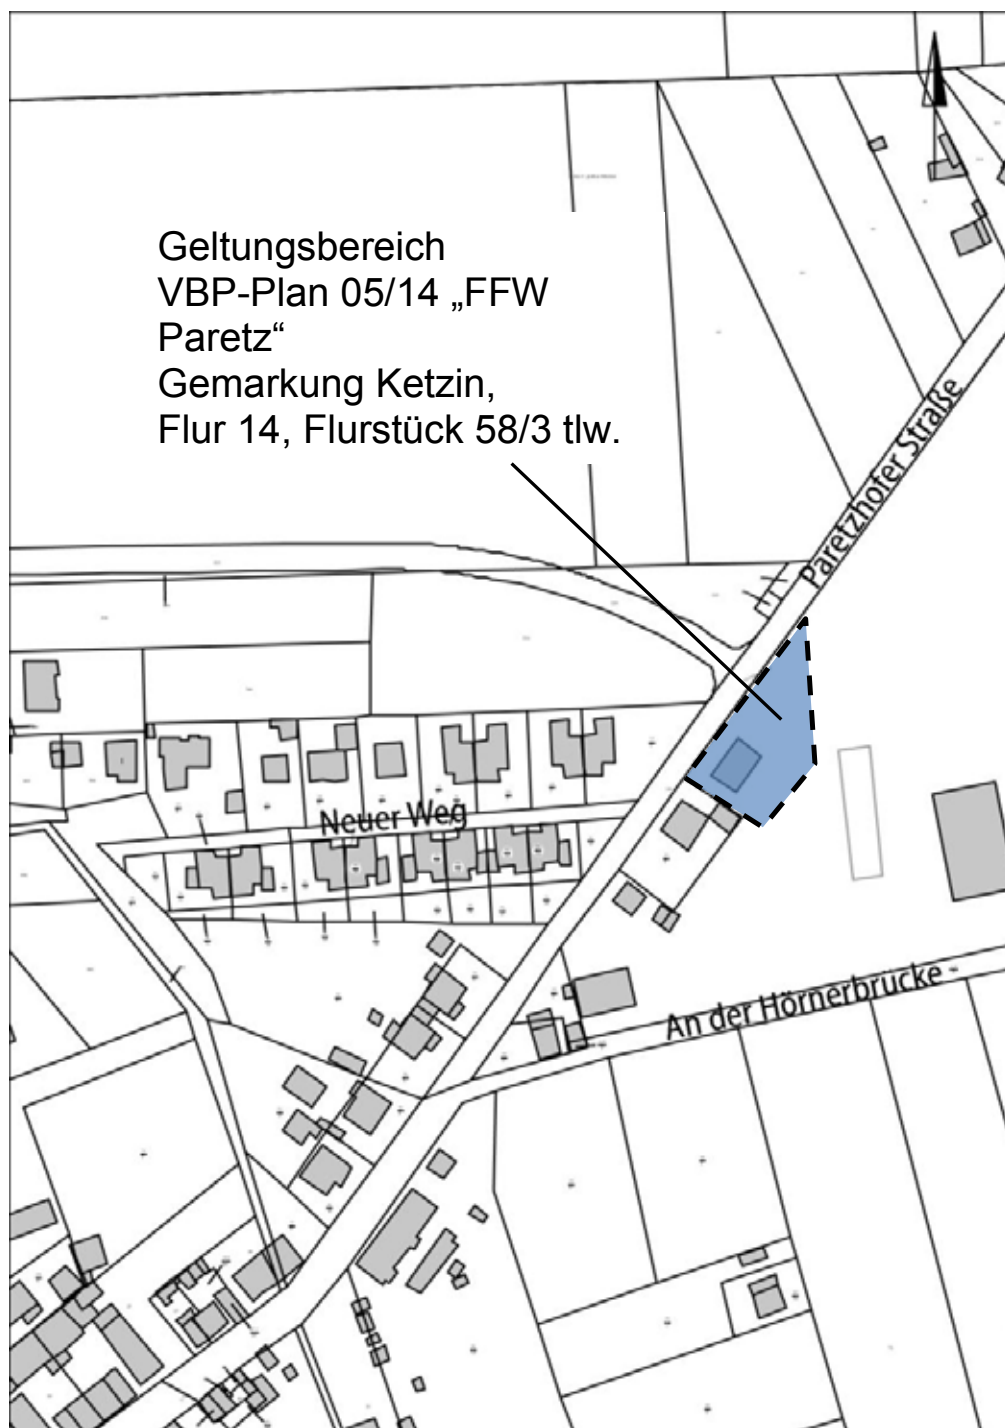 Geltungsbereich
VBP-Plan 05/14 „FFW
Paretz“
Gemarkung Ketzin,
Flur 14, Flurstück 58/3 tlw.
Paretzhofer Straße
Neuer Weg
An der Hörnerbrücke